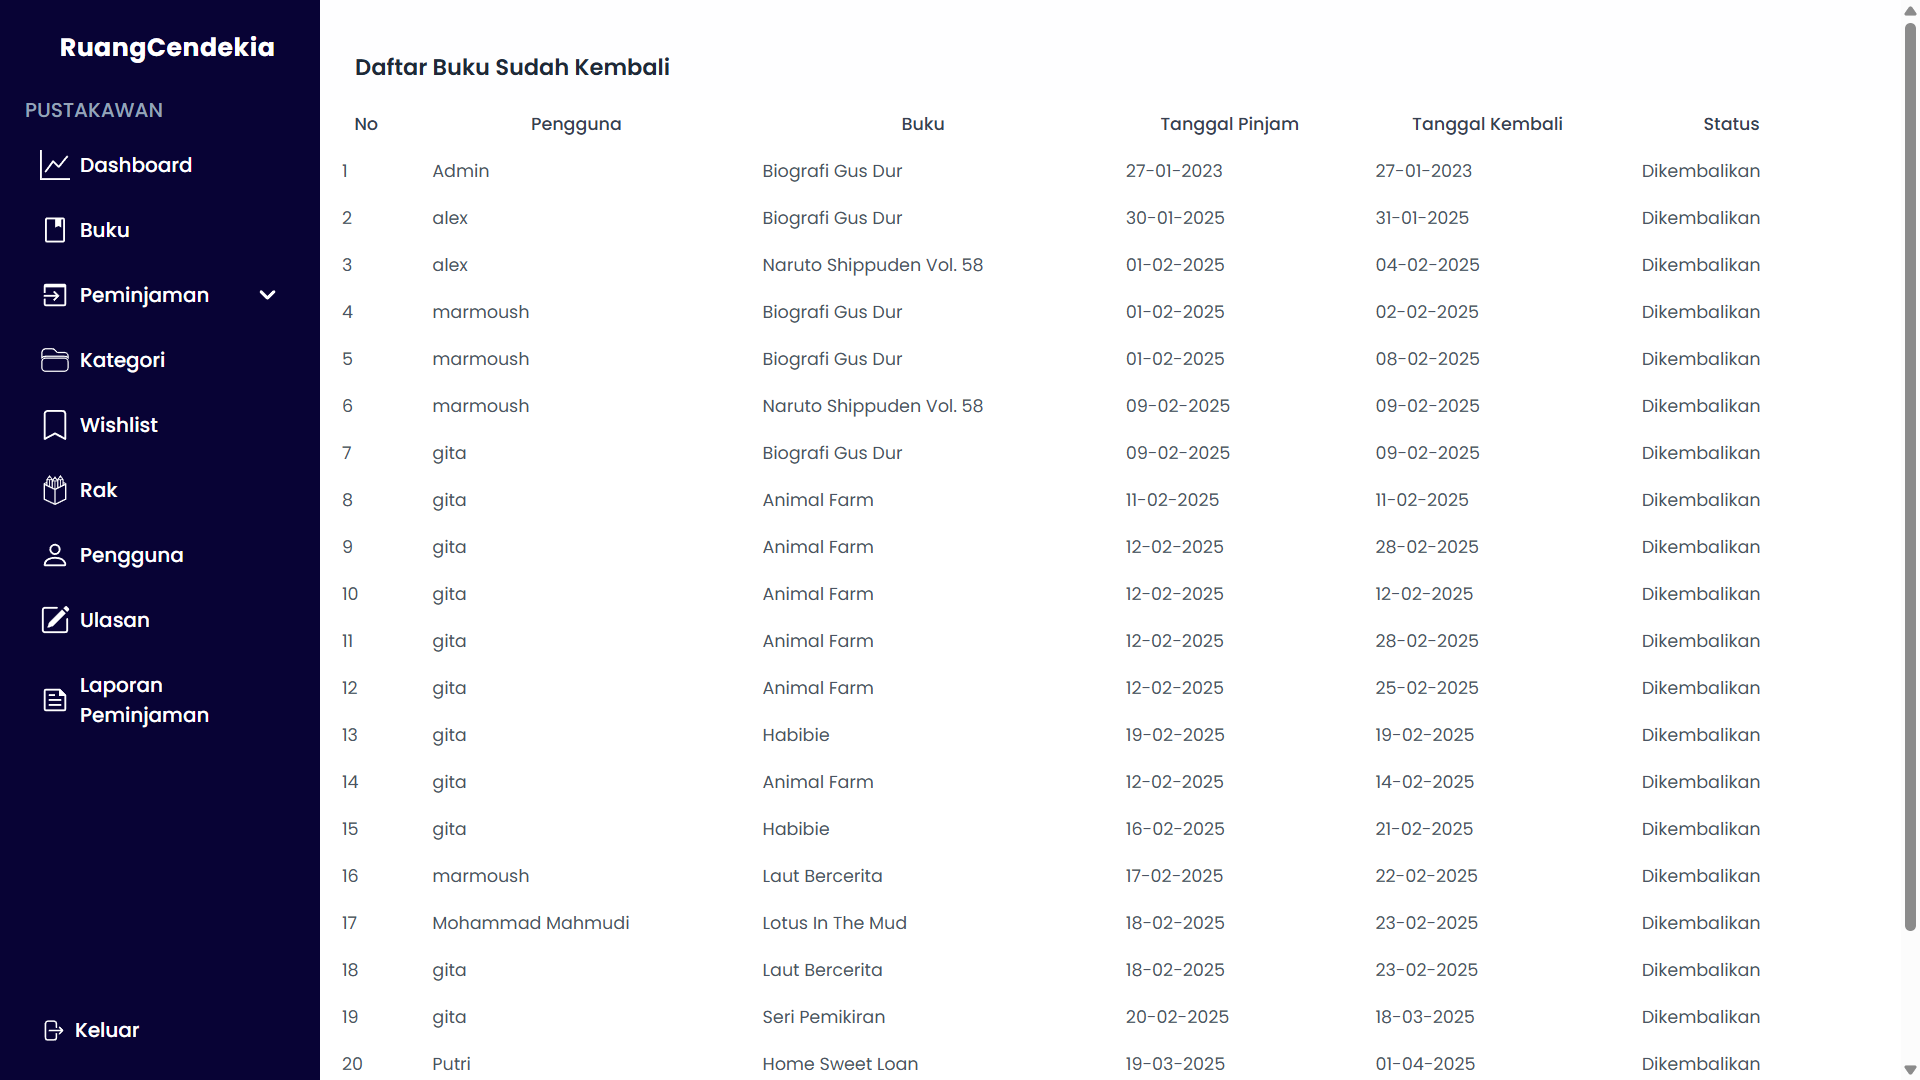 RuangCendekia
PUSTAKAWAN
Dashboard
Buku
Peminjaman
Kategori
Wishlist
Rak
Pengguna
Ulasan
Laporan
Peminjaman
Keluar
Daftar Buku Sudah Kembali
No Pengguna Buku Tanggal Pinjam Tanggal Kembali Status
1 Admin Biografi Gus Dur 27-01-2023 27-01-2023 Dikembalikan
2 alex Biografi Gus Dur 30-01-2025 31-01-2025 Dikembalikan
3 alex Naruto Shippuden Vol. 58 01-02-2025 04-02-2025 Dikembalikan
4 marmoush Biografi Gus Dur 01-02-2025 02-02-2025 Dikembalikan
5 marmoush Biografi Gus Dur 01-02-2025 08-02-2025 Dikembalikan
6 marmoush Naruto Shippuden Vol. 58 09-02-2025 09-02-2025 Dikembalikan
7 gita Biografi Gus Dur 09-02-2025 09-02-2025 Dikembalikan
8 gita Animal Farm 11-02-2025 11-02-2025 Dikembalikan
9 gita Animal Farm 12-02-2025 28-02-2025 Dikembalikan
10 gita Animal Farm 12-02-2025 12-02-2025 Dikembalikan
11 gita Animal Farm 12-02-2025 28-02-2025 Dikembalikan
12 gita Animal Farm 12-02-2025 25-02-2025 Dikembalikan
13 gita Habibie 19-02-2025 19-02-2025 Dikembalikan
14 gita Animal Farm 12-02-2025 14-02-2025 Dikembalikan
15 gita Habibie 16-02-2025 21-02-2025 Dikembalikan
16 marmoush Laut Bercerita 17-02-2025 22-02-2025 Dikembalikan
17 Mohammad Mahmudi Lotus In The Mud 18-02-2025 23-02-2025 Dikembalikan
18 gita Laut Bercerita 18-02-2025 23-02-2025 Dikembalikan
19 gita Seri Pemikiran 20-02-2025 18-03-2025 Dikembalikan
20 Putri Home Sweet Loan 19-03-2025 01-04-2025 Dikembalikan